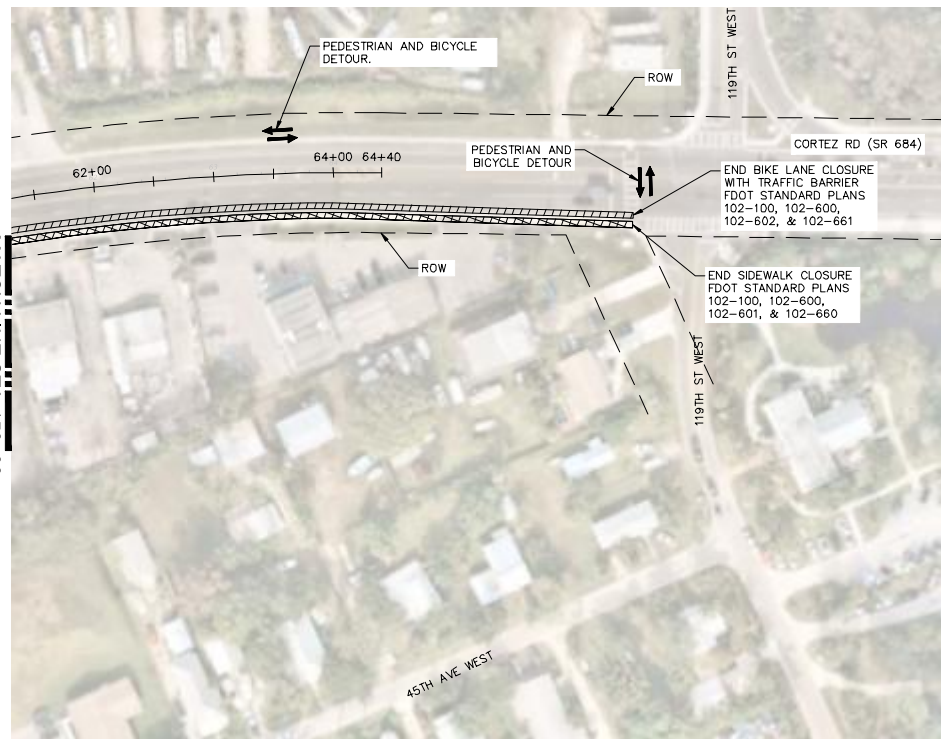 PEDESTRIAN AND BICYCLE
DETOUR.
119TH ST WEST
ROW
CORTEZ RD (SR 684)
PEDESTRIAN AND
BICYCLE DETOUR
62+00
64+00
64+40
END BIKE LANE CLOSURE
WITH TRAFFIC BARRIER
FDOT STANDARD PLANS
102-100, 102-600,
102-602, & 102-661
ROW
END SIDEWALK CLOSURE
FDOT STANDARD PLANS
102-100, 102-600,
102-601, & 102-660
119TH ST WEST
45TH AVE WEST